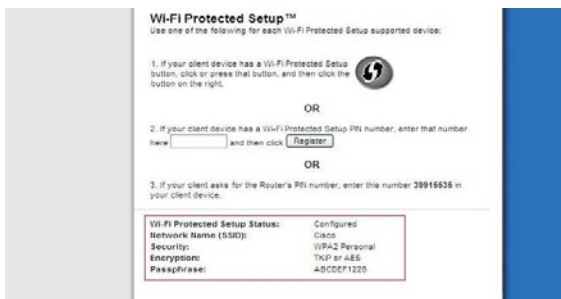 Wi-Fi Protected Setup™
Use one of the following for each Wi-Fi Protected Setup supported device:
1. If your client device has a Wi-Fi Protected Setup
button, click or press that button, and then click the
button on the right.
OR
2. If your client device has a Wi-Fi Protected Setup PIN number, enter that number
here and then click Register
OR
3. If your client asks for the Router's PIN number, enter this number 39915535 in
your client device.
Wi-Fi Protected Setup Status: Configured
Network Name (SSID): Cisco
Security: WPA2 Personal
Encryption: TKIP or AES
Passphrase: ABCDEF1228